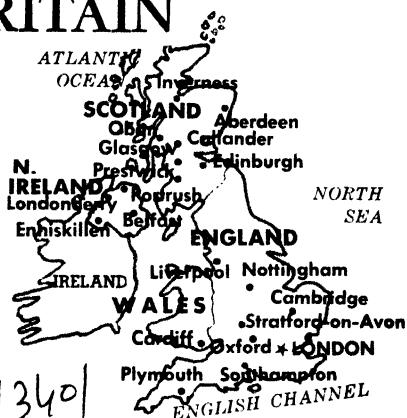 RITAIN
ATLANTIC
OCEAN
Inverness
SCOTLAND
Aberdeen
Oban
Callander
Glasgow
Edinburgh
Prestwick
N.
IRELAND
Portrush
NORTH
SEA
Londonderry
Belfast
Enniskillen
ENGLAND
Liverpool
Nottingham
IRELAND
WALES
Cambridge
Stratford-on-Avon
Cardiff
Oxford
LONDON
Plymouth
Southampton
ENGLISH CHANNEL
1340/